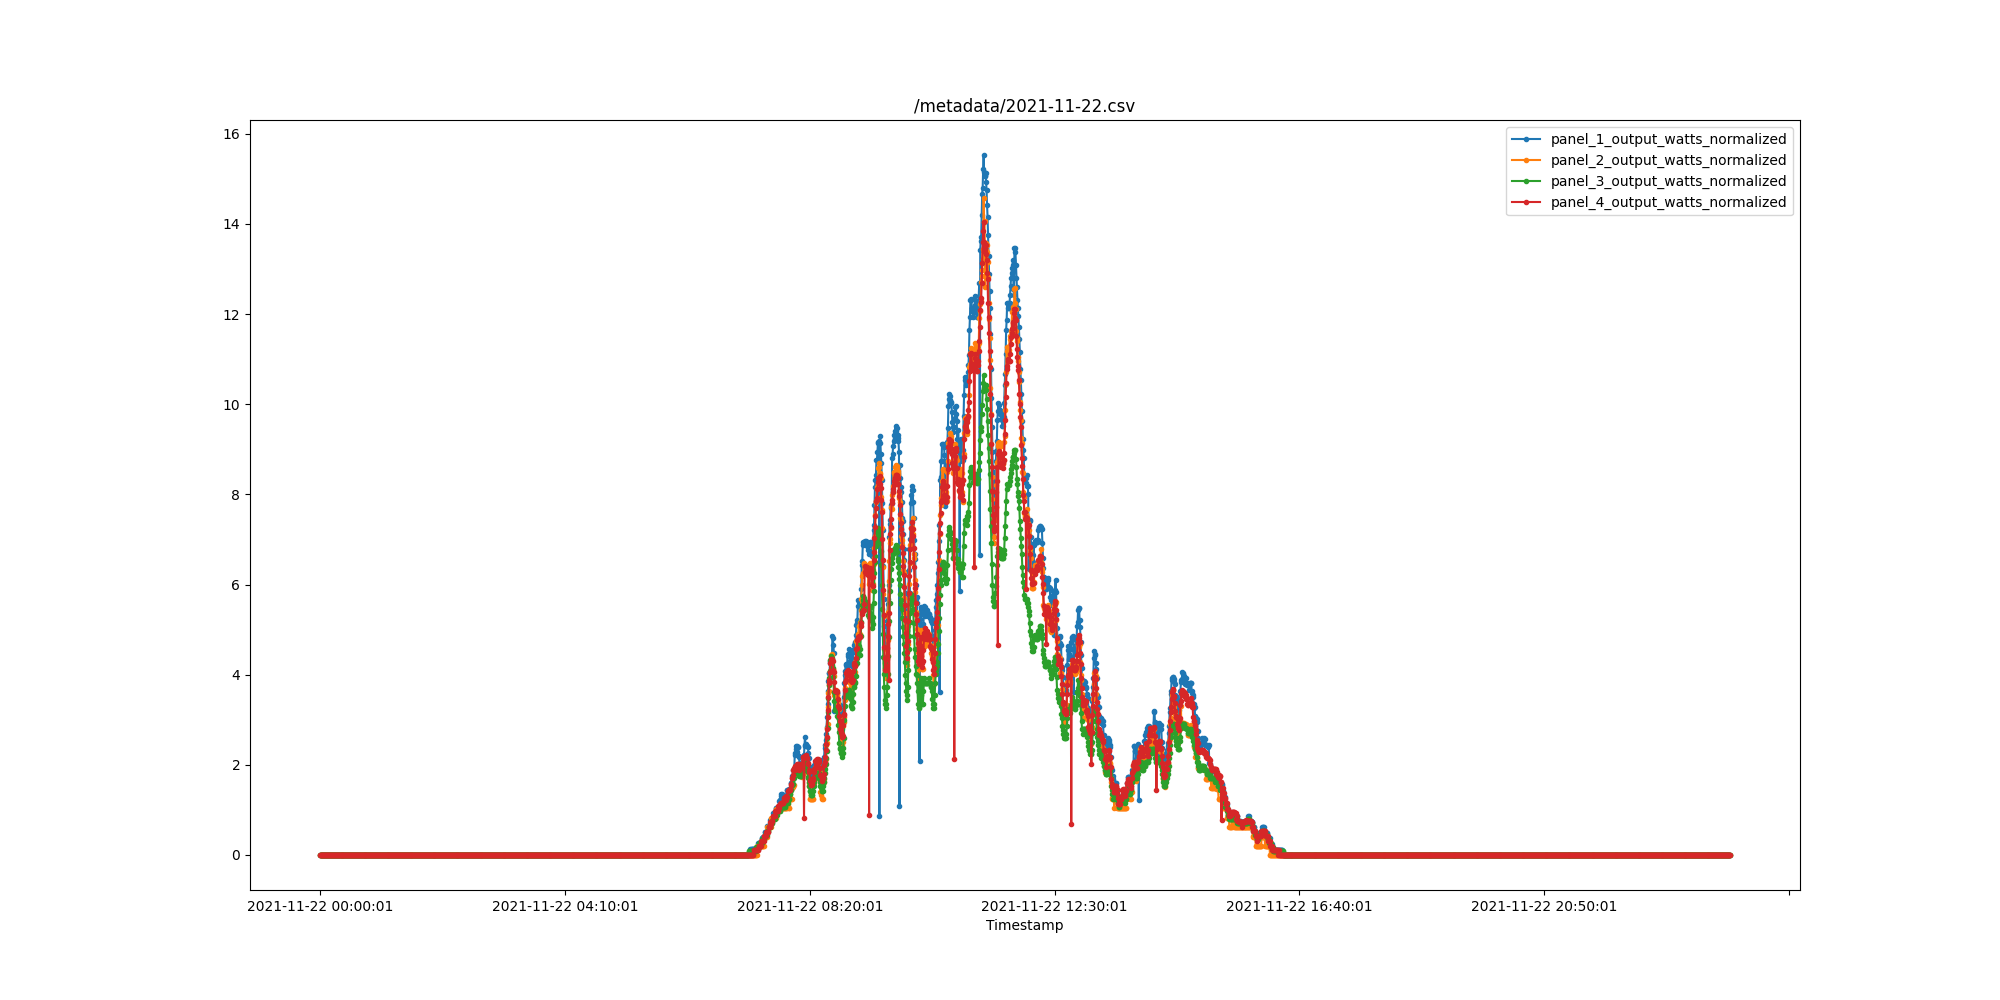 /metadata/2021-11-22.csv
panel_1_output_watts_normalized
panel_2_output_watts_normalized
panel_3_output_watts_normalized
panel_4_output_watts_normalized
16
14
12
10
8
6
4
2
0
2021-11-22 00:00:01 2021-11-22 04:10:01 2021-11-22 08:20:01 2021-11-22 12:30:01 2021-11-22 16:40:01 2021-11-22 20:50:01
Timestamp